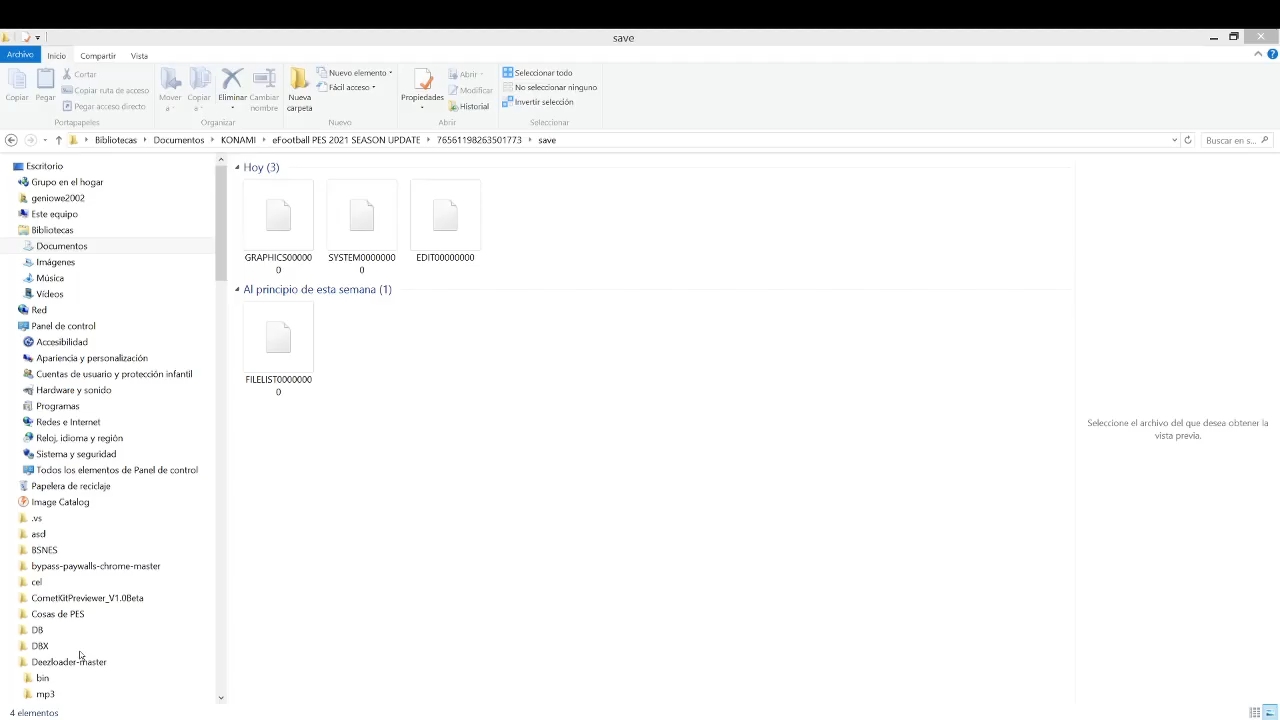 save
Archivo Inicio Compartir Vista
Copiar
Pegar
Cortar
Copiar ruta de acceso
Pegar acceso directo
Portapapeles
Mover a
Copiar a
Eliminar
Cambiar nombre
Organizar
Nueva carpeta
Nuevo elemento
Fácil acceso
Nuevo
Propiedades
Abrir
Modificar
Historial
Abrir
Seleccionar todo
No seleccionar ninguno
Invertir selección
Seleccionar
Bibliotecas Documentos KONAMI eFootball PES 2021 SEASON UPDATE 76561198263501773 save
Buscar en s...
Escritorio
Grupo en el hogar
geniowe2002
Este equipo
Bibliotecas
Documentos
Imágenes
Música
Vídeos
Red
Panel de control
Accesibilidad
Apariencia y personalización
Cuentas de usuario y protección infantil
Hardware y sonido
Programas
Redes e Internet
Reloj, idioma y región
Sistema y seguridad
Todos los elementos de Panel de control
Papelera de reciclaje
Image Catalog
.vs
asd
BSNES
bypass-paywalls-chrome-master
cel
CometKitPreviewer_V1.0Beta
Cosas de PES
DB
DBX
Deezloader-master
bin
mp3
Hoy (3)
GRAPHICS00000
0
SYSTEM0000000
0
EDIT00000000
Al principio de esta semana (1)
FILELIST0000000
0
Seleccione el archivo del que desea obtener la
vista previa.
4 elementos